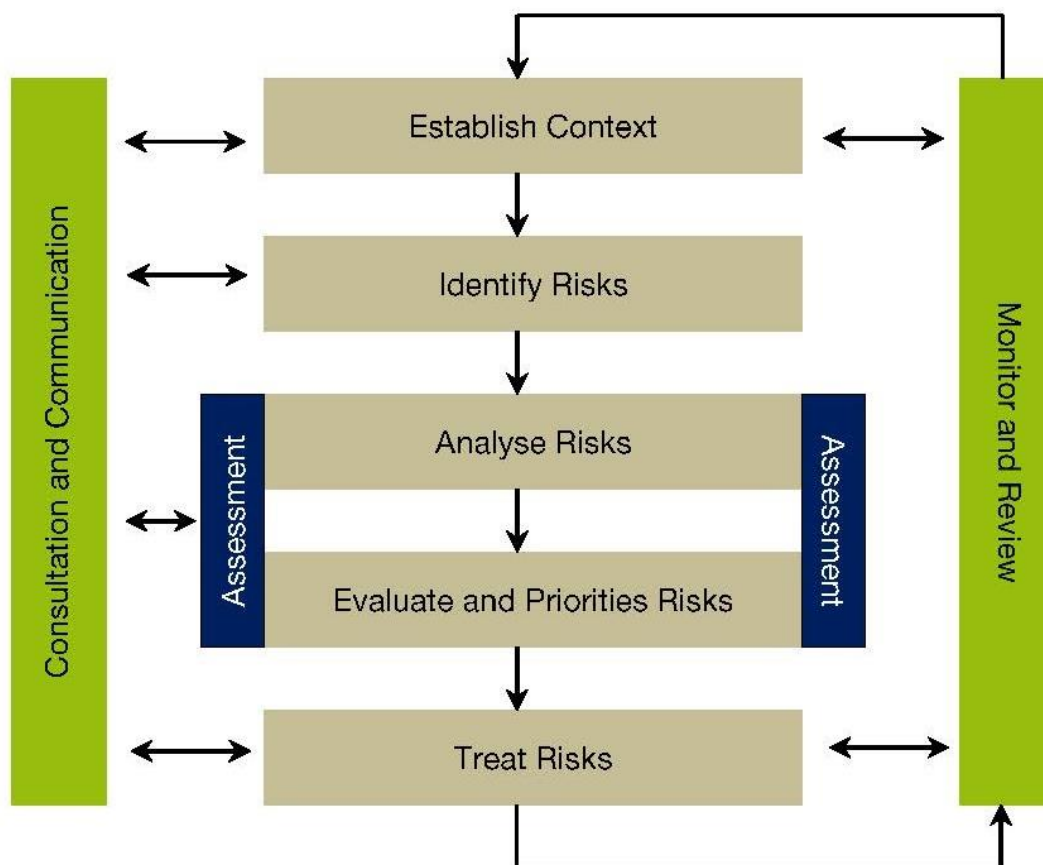 Establish Context
Identify Risks
Analyse Risks
Evaluate and Priorities Risks
Treat Risks
Consultation and Communication
Assessment
Assessment
Monitor and Review